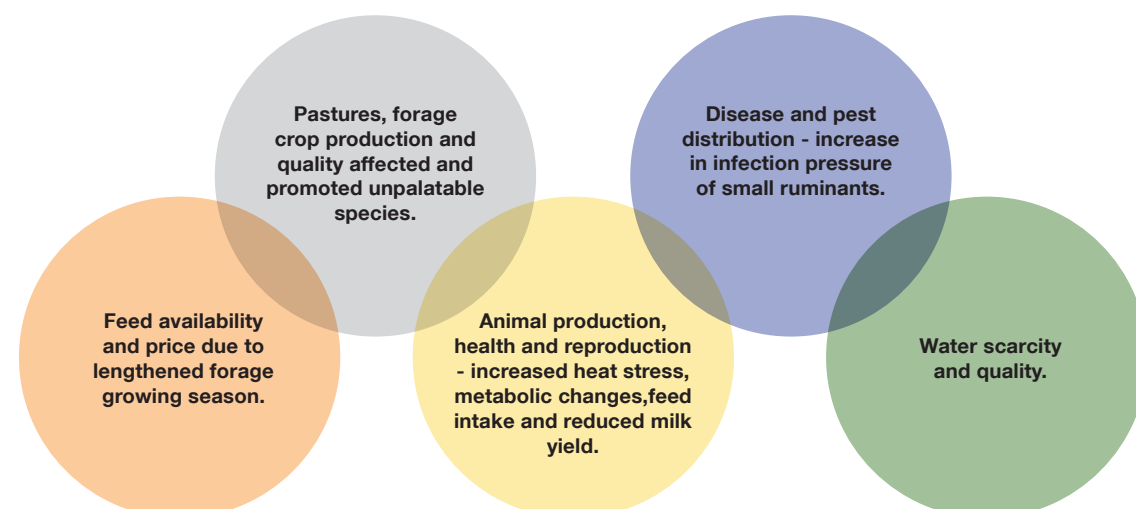 Pastures, forage
crop production and
quality affected and
promoted unpalatable
species.
Disease and pest
distribution - increase
in infection pressure
of small ruminants.
Feed availability
and price due to
lengthened forage
growing season.
Animal production,
health and reproduction
- increased heat stress,
metabolic changes,feed
intake and reduced milk
yield.
Water scarcity
and quality.